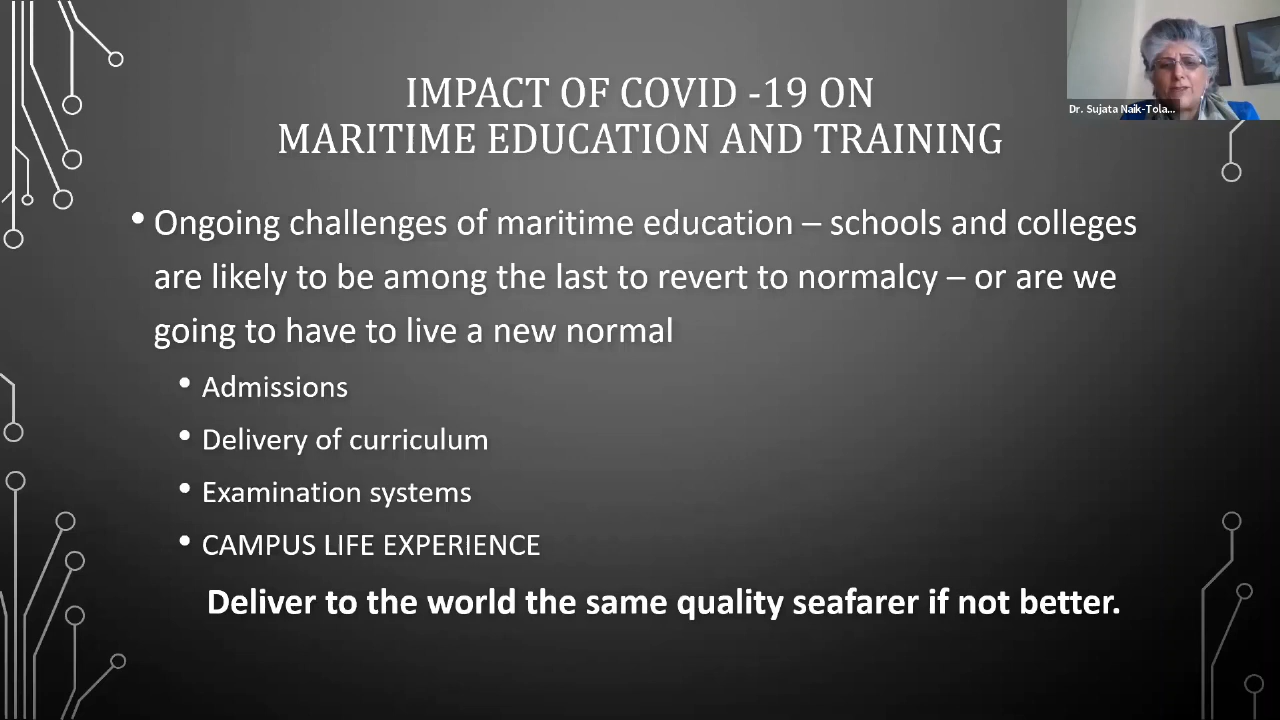 IMPACT OF COVID -19 ON
MARITIME EDUCATION AND TRAINING
Dr. Sujata Naik-Tola...
• Ongoing challenges of maritime education – schools and colleges
are likely to be among the last to revert to normalcy – or are we
going to have to live a new normal
• Admissions
• Delivery of curriculum
• Examination systems
• CAMPUS LIFE EXPERIENCE
Deliver to the world the same quality seafarer if not better.